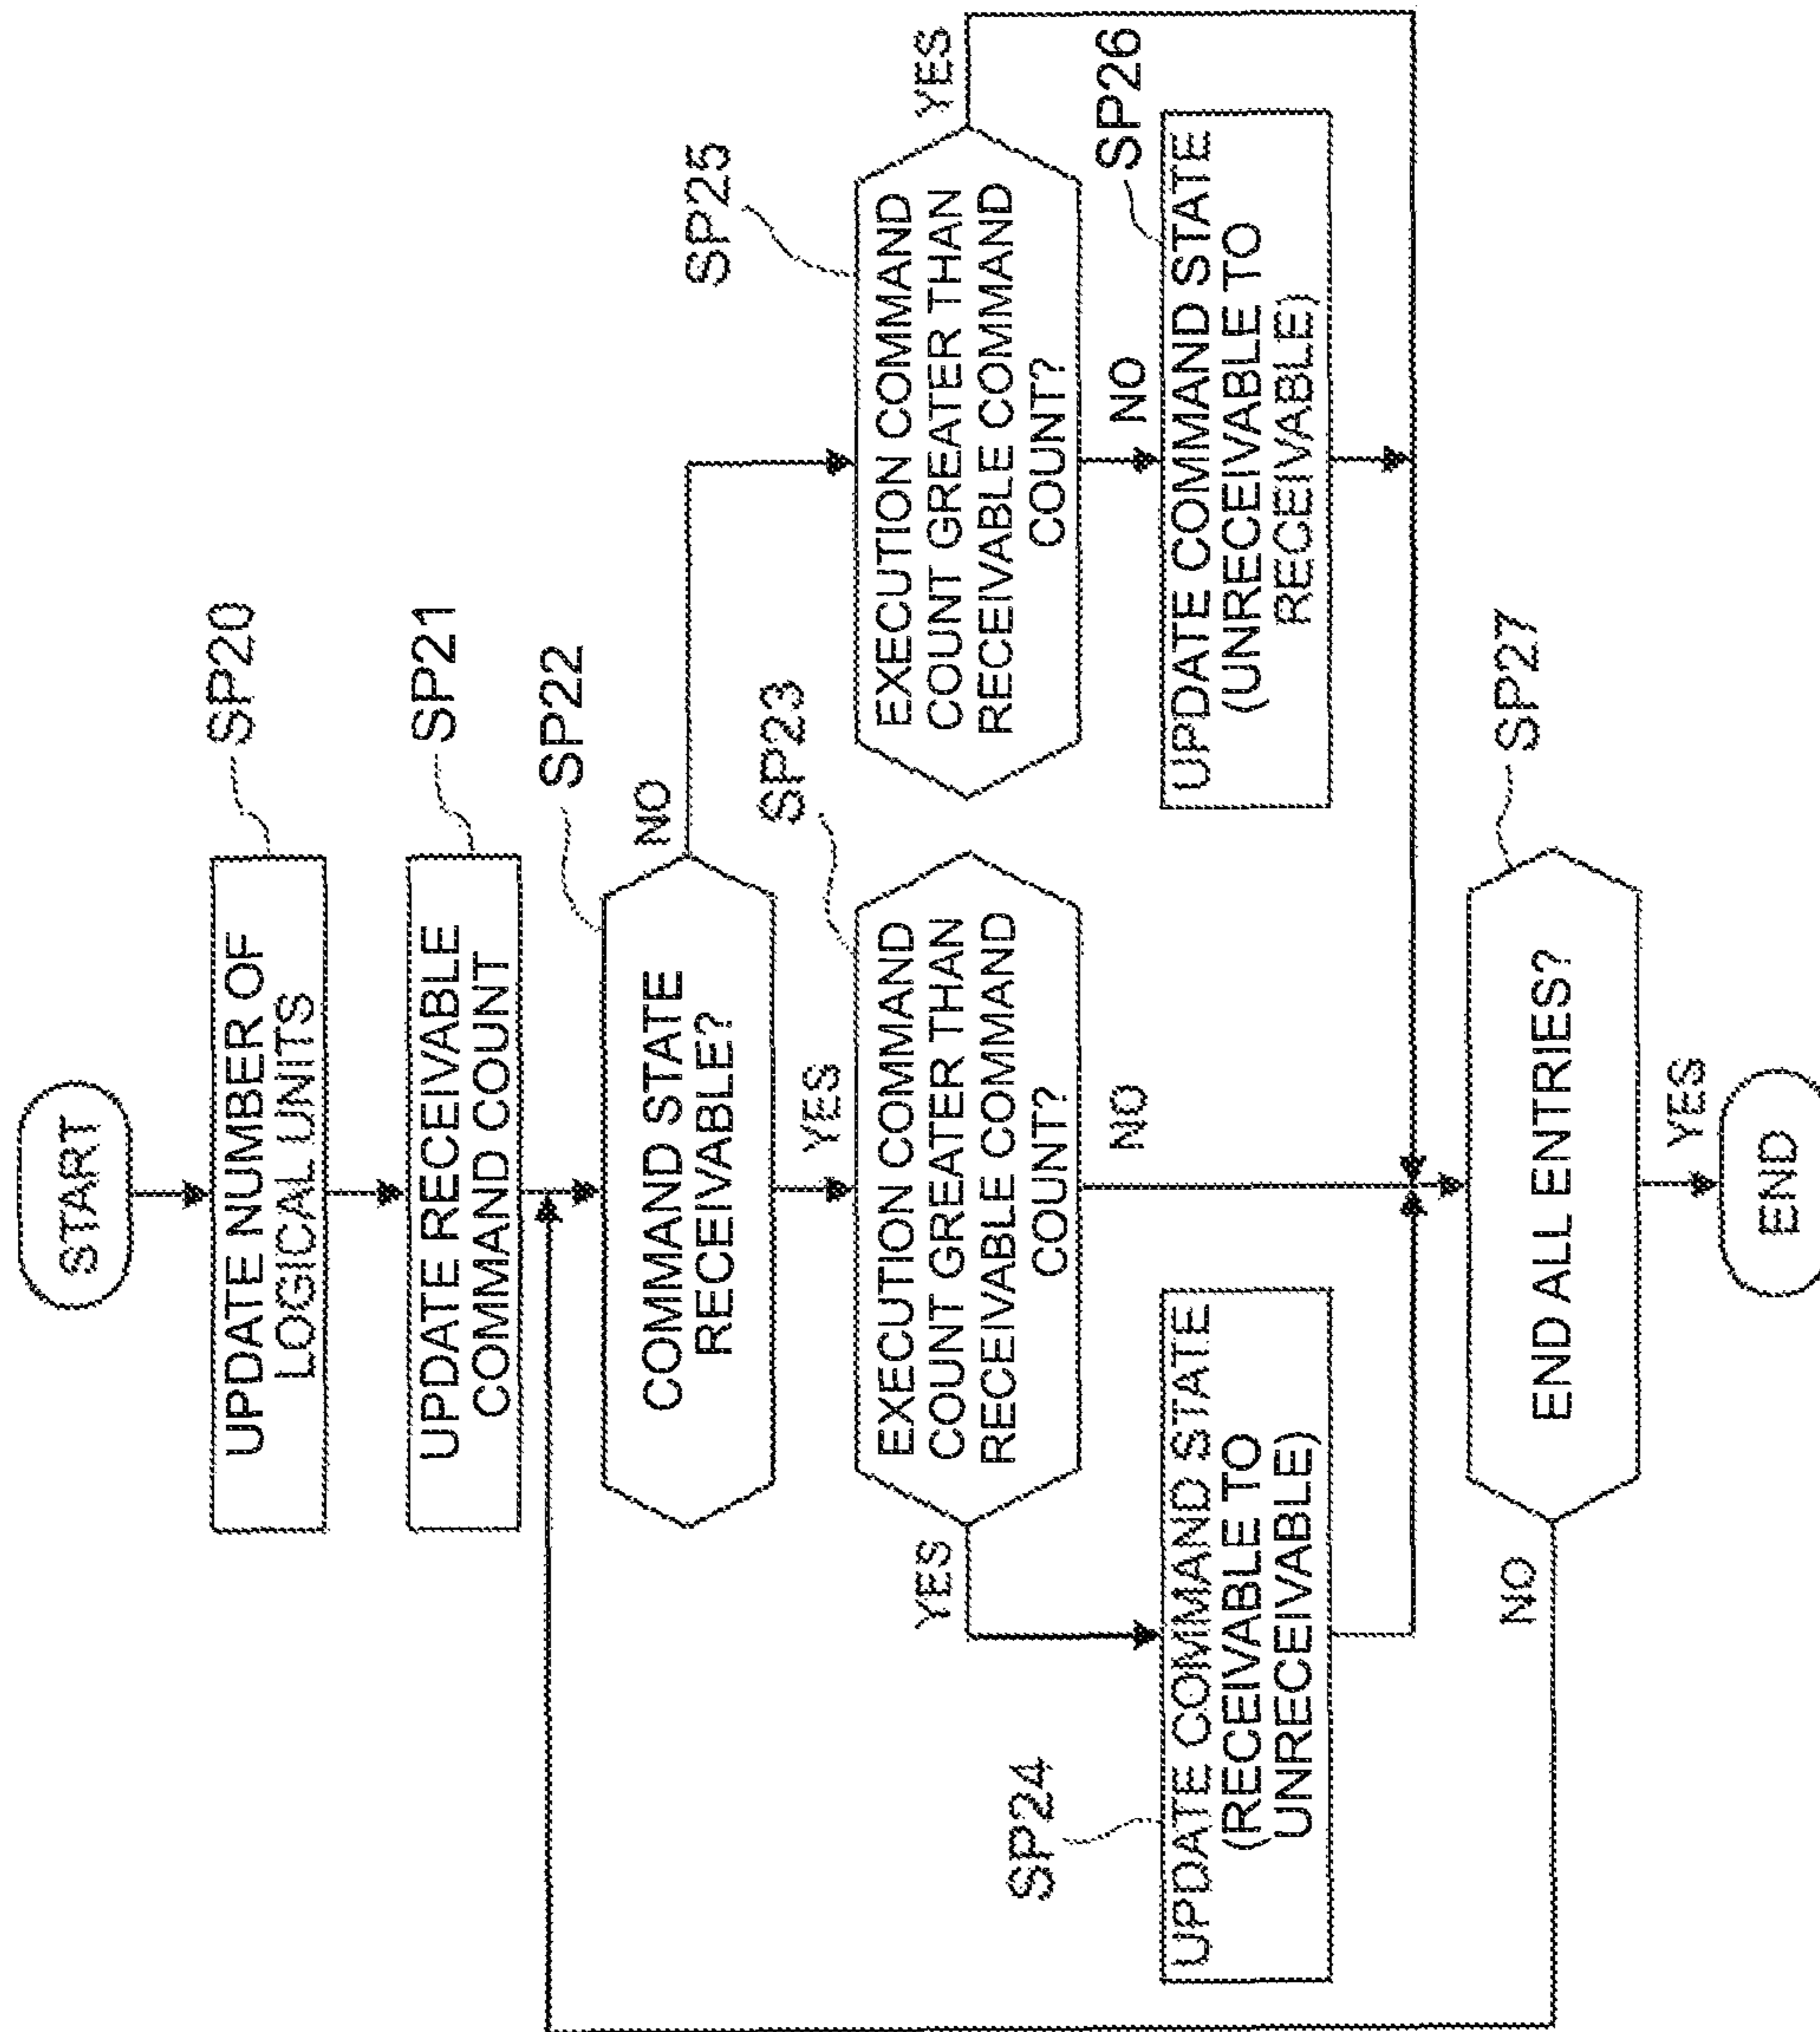 START
UPDATE NUMBER OF
LOGICAL UNITS
SP20
UPDATE RECEIVABLE
COMMAND COUNT
SP21
COMMAND STATE
RECEIVABLE?
SP22
NO
YES
EXECUTION COMMAND
COUNT GREATER THAN
RECEIVABLE COMMAND
COUNT?
SP23
YES
NO
UPDATE COMMAND STATE
(RECEIVABLE TO
UNRECEIVABLE)
SP24
EXECUTION COMMAND
COUNT GREATER THAN
RECEIVABLE COMMAND
COUNT?
SP25
YES
NO
UPDATE COMMAND STATE
(UNRECEIVABLE TO
RECEIVABLE)
SP26
END ALL ENTRIES?
SP27
NO
YES
END